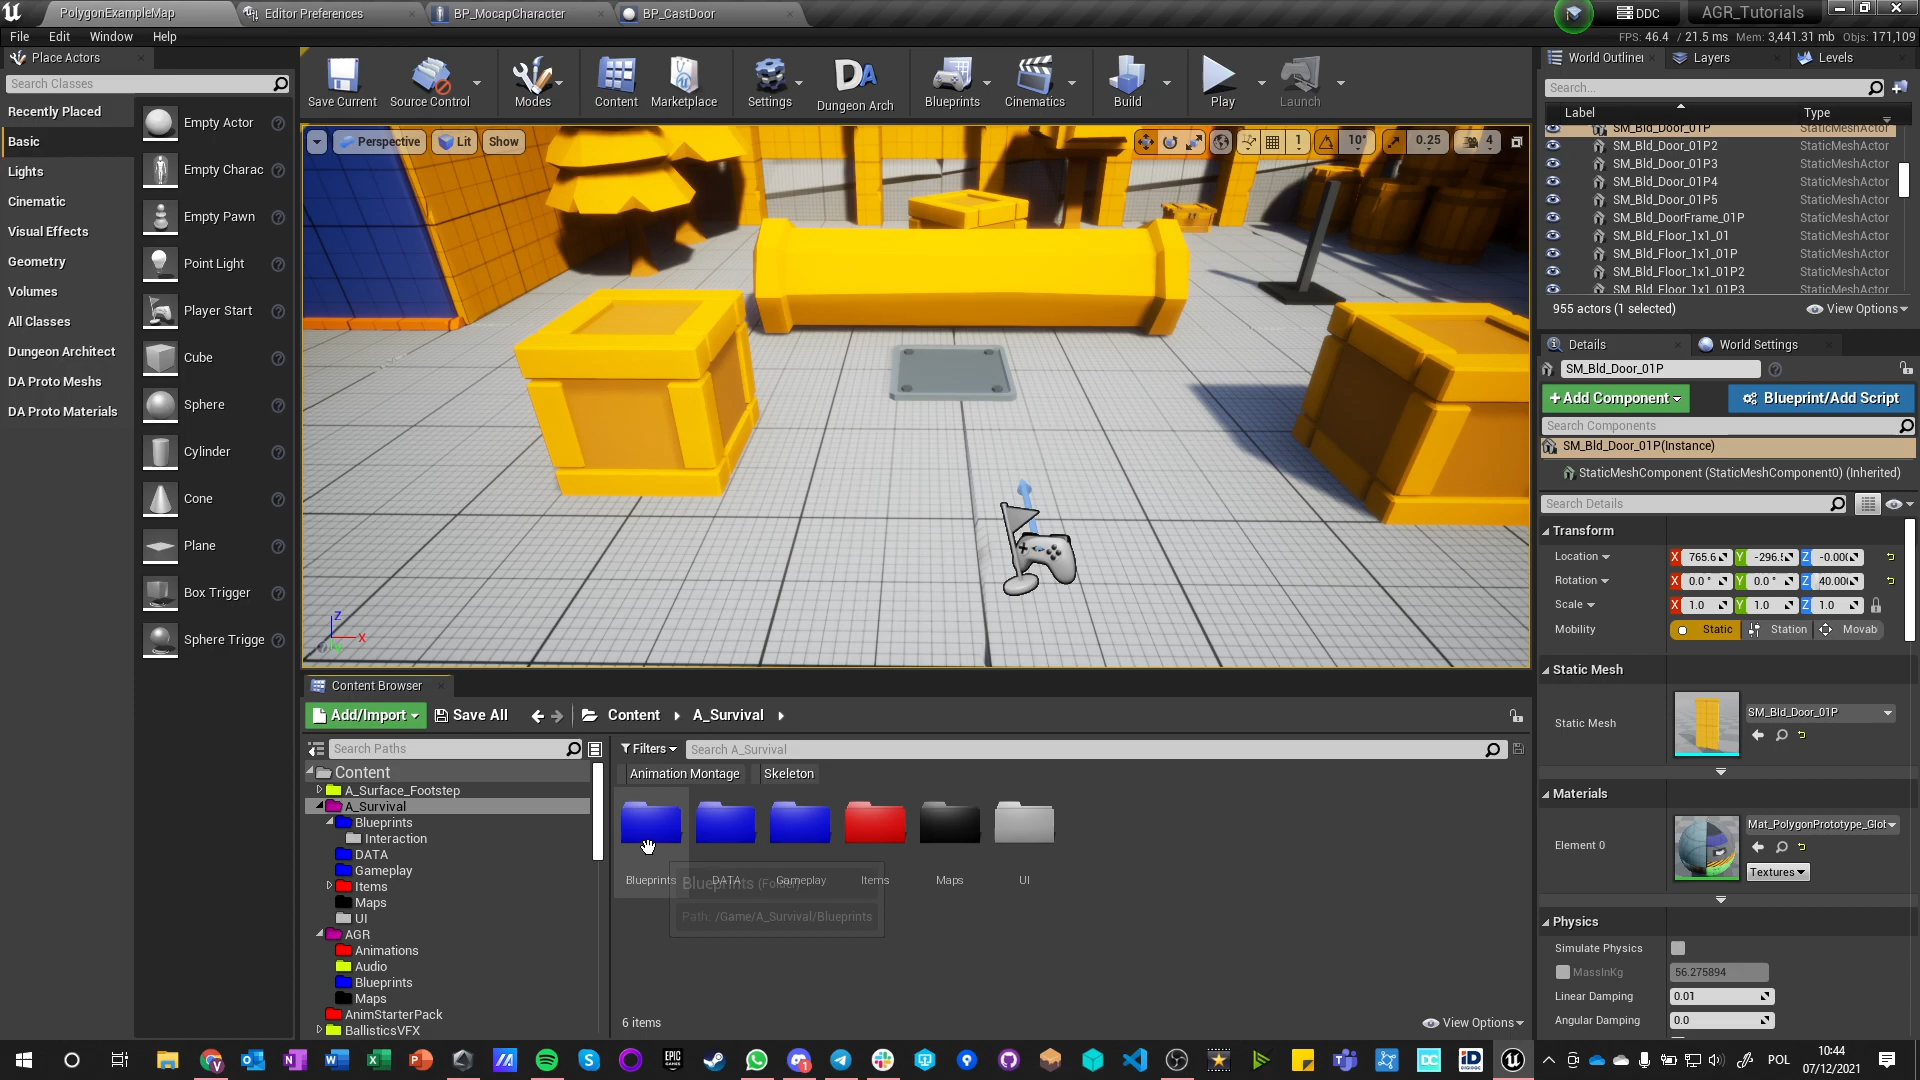 PolygonExampleMap
Editor Preferences
BP_MocapCharacter
BP_CastDoor
DDC
AGR_Tutorials
File Edit Window Help
FPS: 46.4 / 21.5 ms Mem: 3,441.31 mb Objs: 171,109
Place Actors
Search Classes
Recently Placed
Basic
Lights
Cinematic
Visual Effects
Geometry
Volumes
All Classes
Dungeon Architect
DA Proto Meshs
DA Proto Materials
Empty Actor
Empty Charac
Empty Pawn
Point Light
Player Start
Cube
Sphere
Cylinder
Cone
Plane
Box Trigger
Sphere Trigge
Save Current
Source Control
Modes
Content
Marketplace
Settings
Dungeon Arch
Blueprints
Cinematics
Build
Play
Launch
Perspective
Lit
Show
10°
0.25
4
Z
X
World Outliner
Layers
Levels
Search...
Label Type
SM_Bld_Door_01P StaticMeshActor
SM_Bld_Door_01P2 StaticMeshActor
SM_Bld_Door_01P3 StaticMeshActor
SM_Bld_Door_01P4 StaticMeshActor
SM_Bld_Door_01P5 StaticMeshActor
SM_Bld_DoorFrame_01P StaticMeshActor
SM_Bld_Floor_1x1_01 StaticMeshActor
SM_Bld_Floor_1x1_01P StaticMeshActor
SM_Bld_Floor_1x1_01P2 StaticMeshActor
SM_Bld_Floor_1x1_01P3 StaticMeshActor
955 actors (1 selected)
View Options
Details
World Settings
SM_Bld_Door_01P
+Add Component
Blueprint/Add Script
Search Components
SM_Bld_Door_01P(Instance)
StaticMeshComponent (StaticMeshComponent0) (Inherited)
Search Details
Transform
Location X 765.6 Y -296. Z -0.00
Rotation X 0.0 ° Y 0.0 ° Z 40.00
Scale X 1.0 Y 1.0 Z 1.0
Mobility Static Station Movab
Static Mesh
Static Mesh
SM_Bld_Door_01P
Materials
Element 0
Mat_PolygonPrototype_Glob
Textures
Physics
Simulate Physics
MassInKg 56.275894
Linear Damping 0.01
Angular Damping 0.0
Content Browser
Add/Import
Save All
Content
A_Survival
Search Paths
Filters
Search A_Survival
Animation Montage
Skeleton
Content
A_Surface_Footstep
A_Survival
Blueprints
Interaction
DATA
Gameplay
Items
Maps
UI
AGR
Animations
Audio
Blueprints
Maps
AnimStarterPack
BallisticsVFX
Blueprints
DATA
Gameplay
Items
Maps
UI
Blueprints (Folder)
Path: /Game/A_Survival/Blueprints
6 items
View Options
POL
10:44
07/12/2021